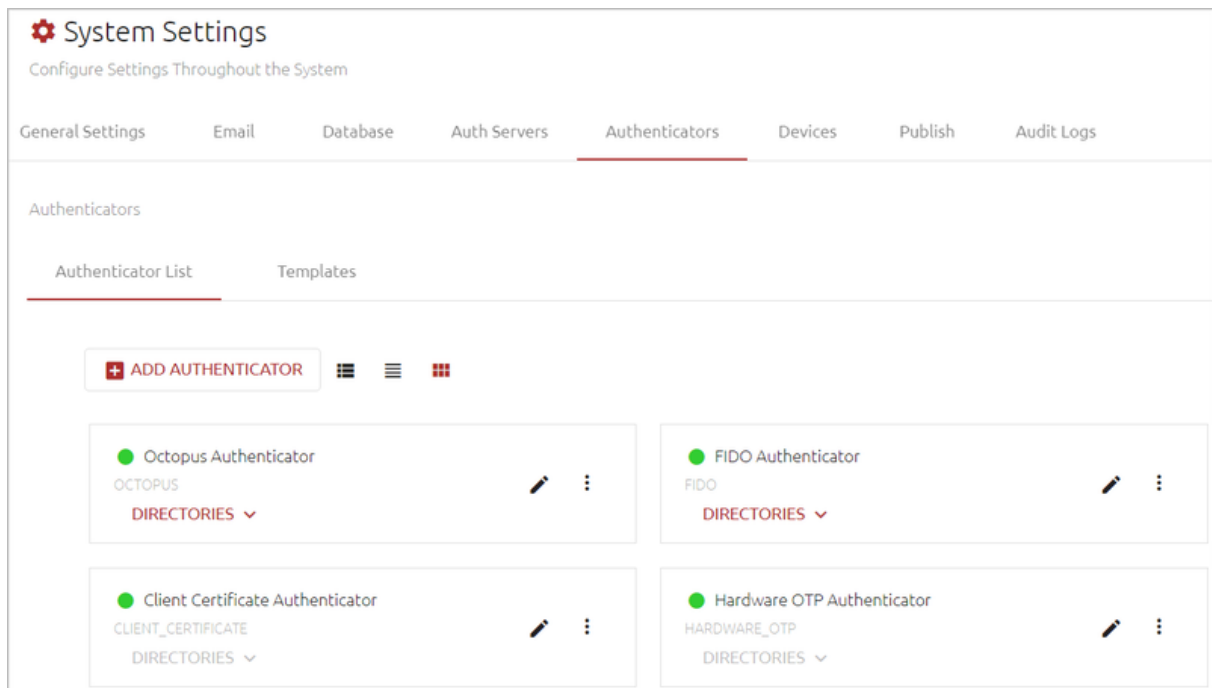 System Settings
Configure Settings Throughout the System
General Settings Email Database Auth Servers Authenticators Devices Publish Audit Logs
Authenticators
Authenticator List Templates
ADD AUTHENTICATOR
Octopus Authenticator
OCTOPUS
DIRECTORIES
FIDO Authenticator
FIDO
DIRECTORIES
Client Certificate Authenticator
CLIENT_CERTIFICATE
DIRECTORIES
Hardware OTP Authenticator
HARDWARE_OTP
DIRECTORIES